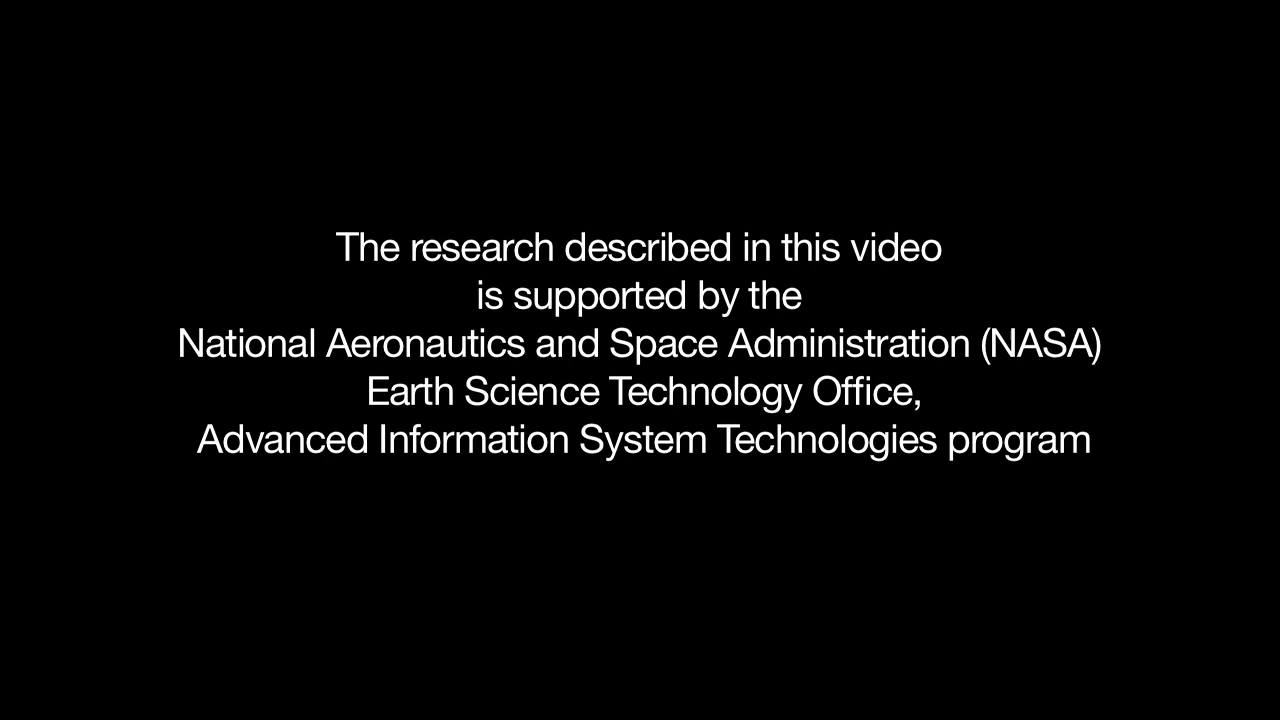 The research described in this video
is supported by the
National Aeronautics and Space Administration (NASA)
Earth Science Technology Office,
Advanced Information System Technologies program